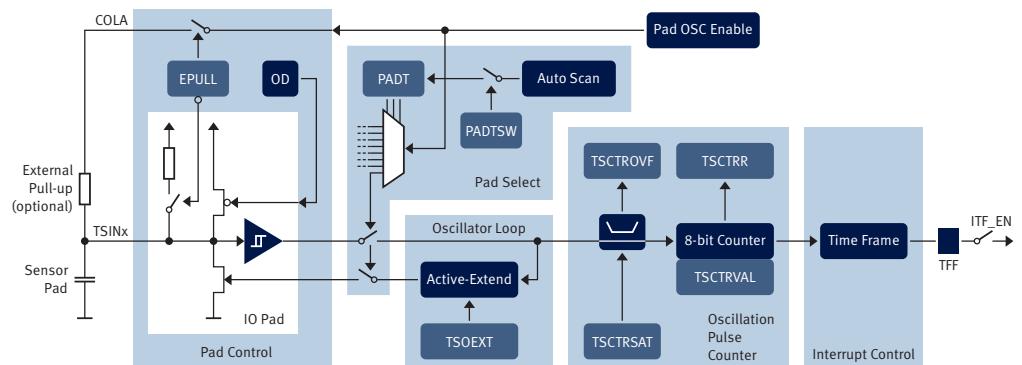 COLA
Pad OSC Enable
EPULL
OD
PADT
Auto Scan
PADTSW
Pad Select
External
Pull-up
(optional)
TSINx
Sensor
Pad
IO Pad
Pad Control
Oscillator Loop
Active-Extend
TSOEXT
TSCTROVF
TSCTRR
8-bit Counter
TSCTRVAL
TSCTRSAT
Oscillation
Pulse
Counter
Time Frame
Interrupt Control
TFF
ITF_EN